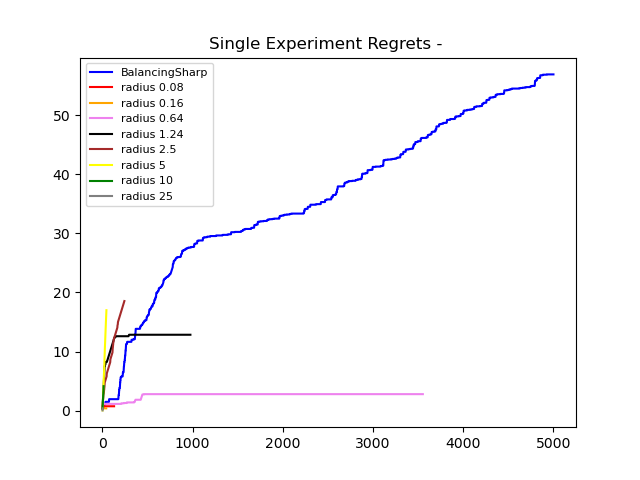 Single Experiment Regrets -
BalancingSharp
radius 0.08
radius 0.16
radius 0.64
radius 1.24
radius 2.5
radius 5
radius 10
radius 25
50
40
30
20
10
0
0 1000 2000 3000 4000 5000